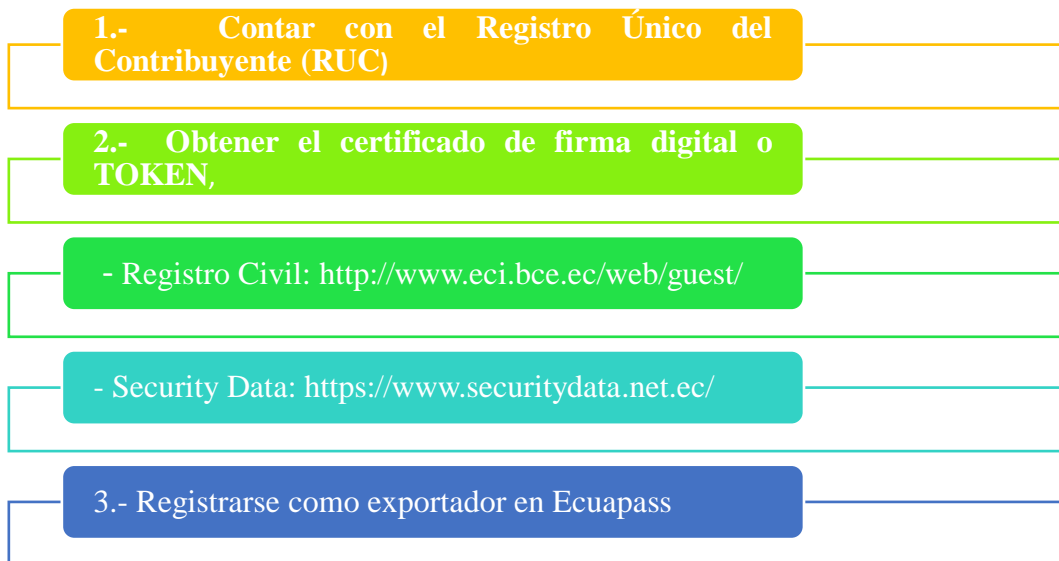 1.- Contar con el Registro Único del
Contribuyente (RUC)
2.- Obtener el certificado de firma digital o
TOKEN,
- Registro Civil: http://www.eci.bce.ec/web/guest/
- Security Data: https://www.securitydata.net.ec/
3.- Registrarse como exportador en Ecuapass